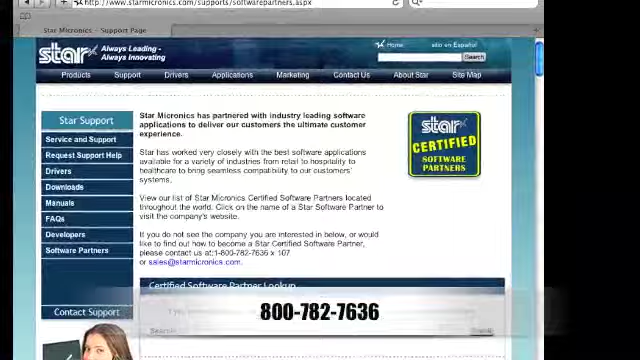 http://www.starmicronics.com/supports/softwarepartners.aspx
Star Micronics - Support Page
star
Always Leading -
Always Innovating
Home
sitio en Español
Search
Products
Support
Drivers
Applications
Marketing
Contact Us
About Star
Site Map
Star Support
Service and Support
Request Support Help
Drivers
Downloads
Manuals
FAQs
Developers
Software Partners
Contact Support
Star Micronics has partnered with industry leading software
applications to deliver our customers the ultimate customer
experience.
Star has worked very closely with the best software applications
available for a variety of industries from retail to hospitality to
healthcare to bring seamless compatibility to our customers'
systems.
View our list of Star Micronics Certified Software Partners located
throughout the world. Click on the name of a Star Software Partner to
visit the company's website.
If you do not see the company you are interested in below, or would
like to find out how to become a Star Certified Software Partner,
please contact us at:1-800-782-7636 x 107
or sales@starmicronics.com.
star
CERTIFIED
SOFTWARE
PARTNERS
Certified Software Partner Lookup
800-782-7636